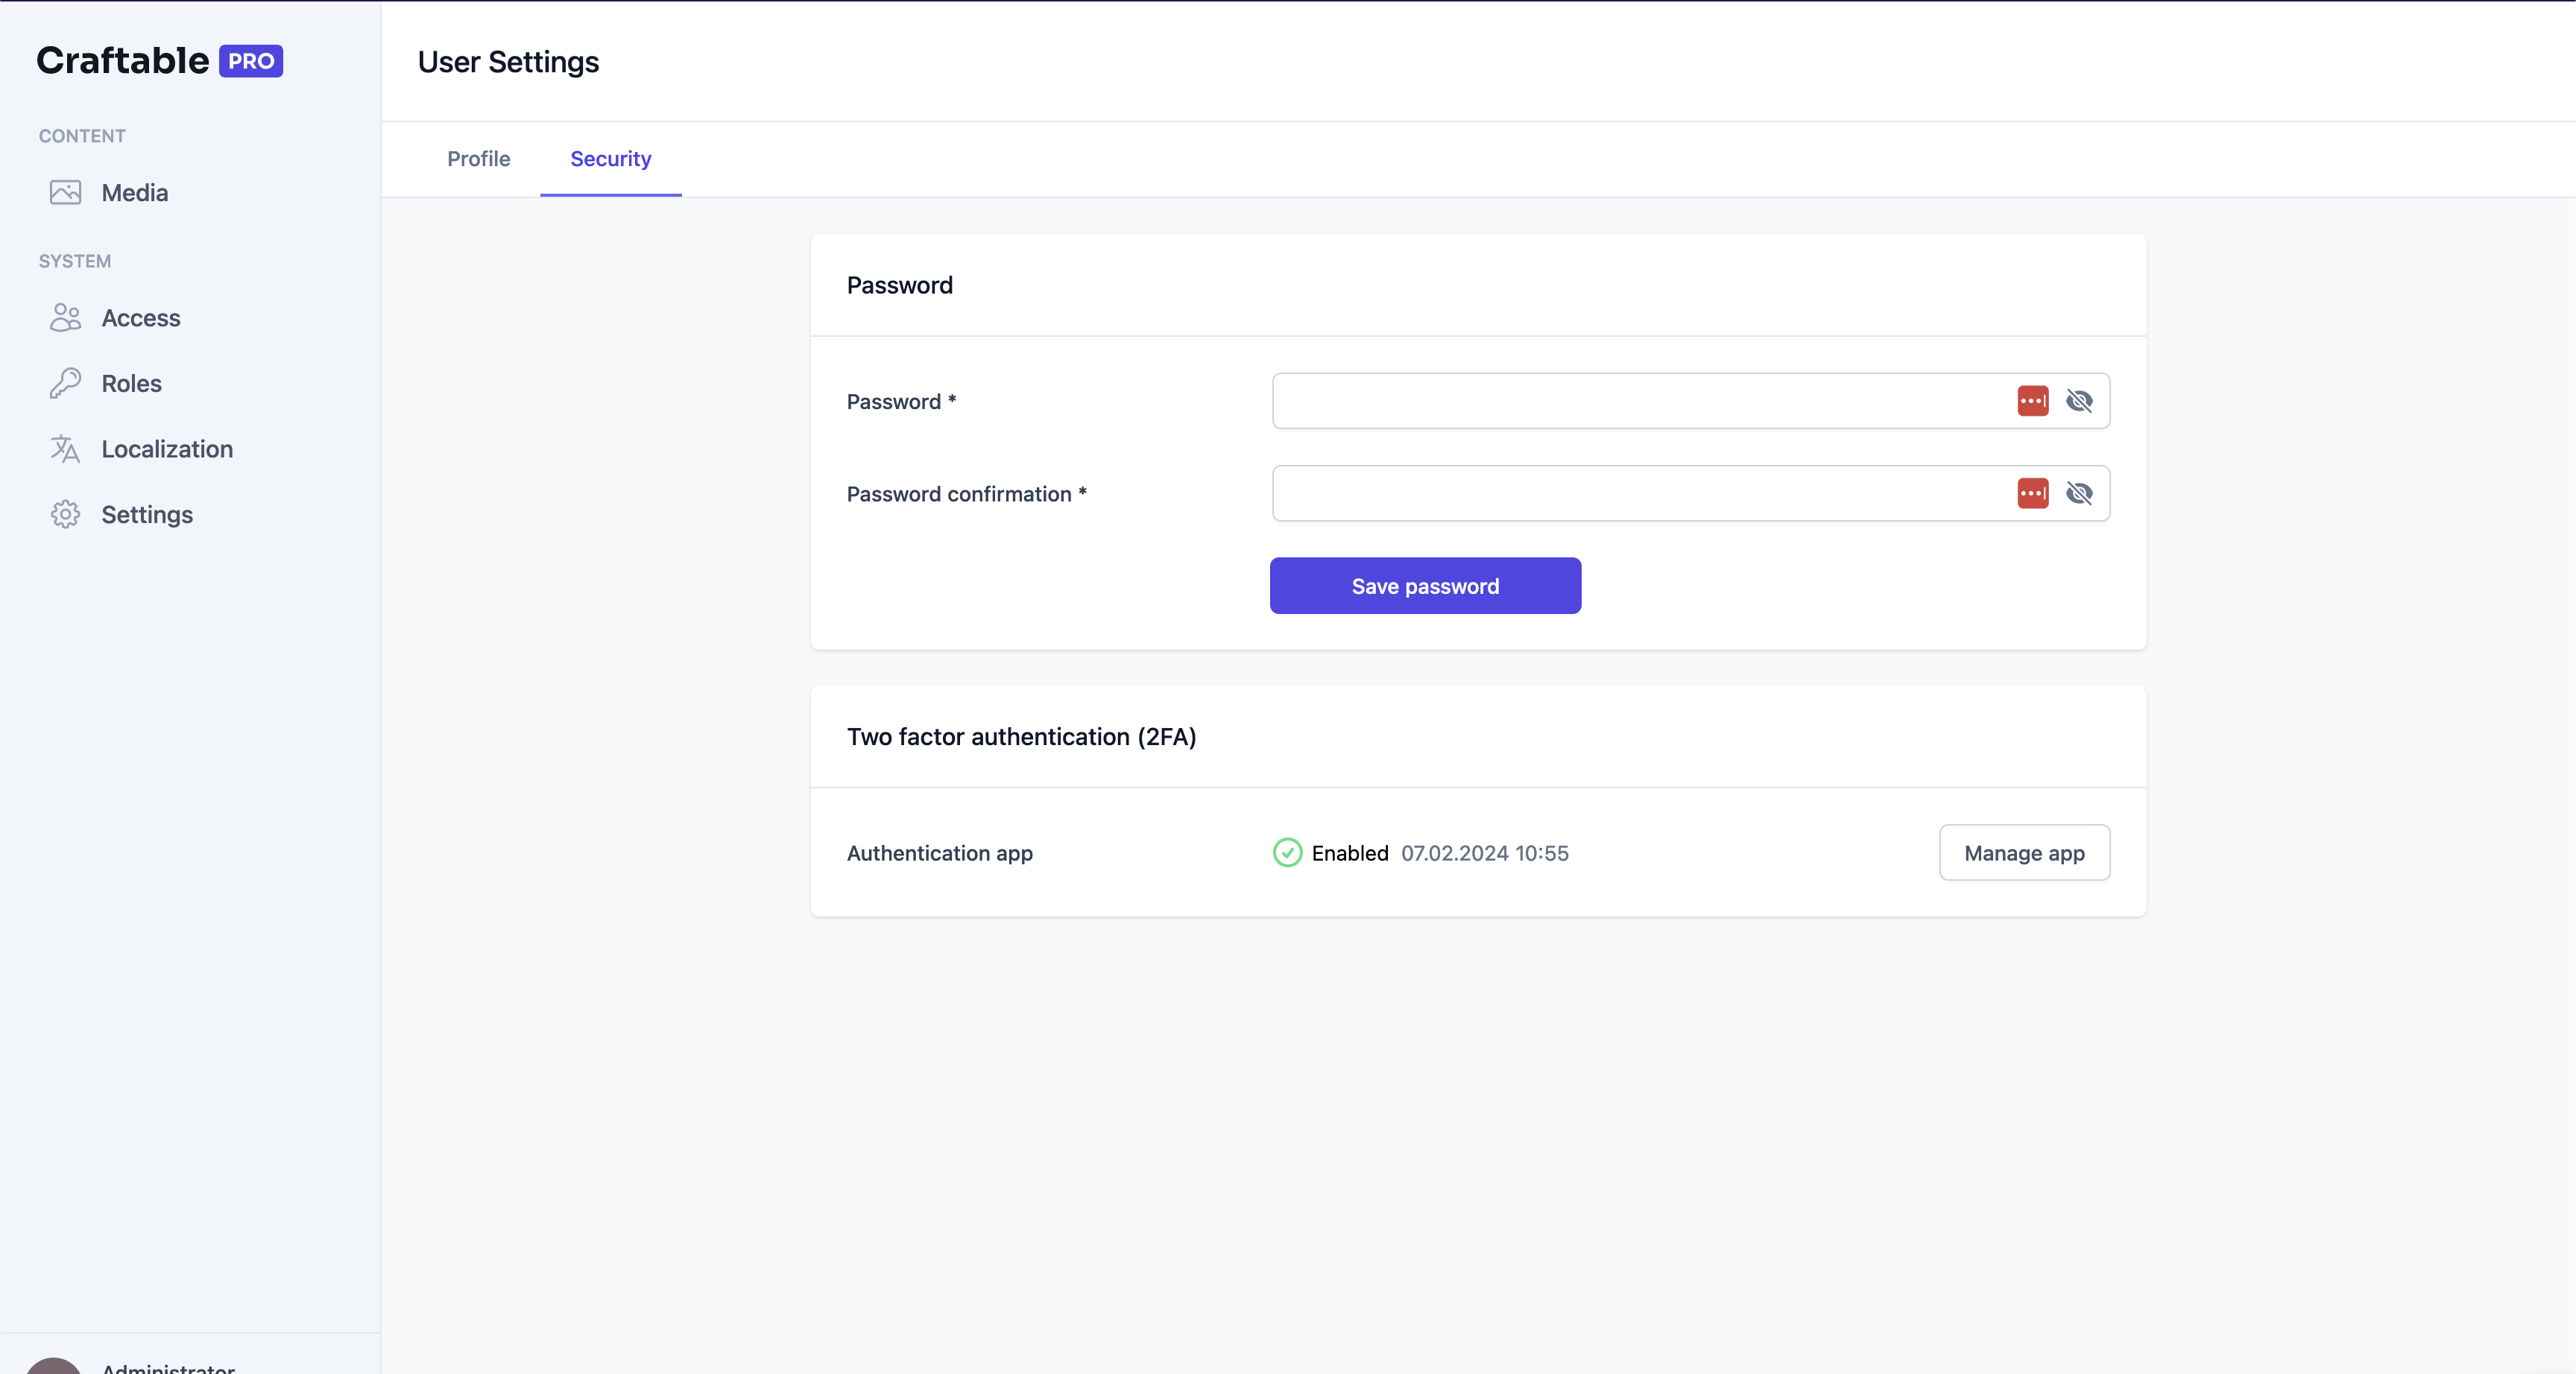 Craftable PRO
CONTENT
Media
SYSTEM
Access
Roles
Localization
Settings
Administrator
User Settings
Profile
Security
Password
Password *
Password confirmation *
Save password
Two factor authentication (2FA)
Authentication app
Enabled 07.02.2024 10:55
Manage app